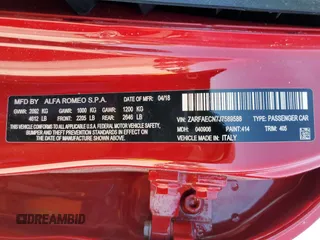 MFD BY: ALFA ROMEO S.P.A. DATE OF MFR: 04/18
GVWR: 2092 KG GAWR: 1000 KG GAWR: 1200 KG
4612 LB FRONT: 2205 LB REAR: 2646 LB
THIS VEHICLE CONFORMS TO ALL APPLICABLE FEDERAL
MOTOR VEHICLE SAFETY, BUMPER AND THEFT
PREVENTION STANDARDS IN EFFECT ON THE DATE OF
MANUFACTURE SHOWN ABOVE.
VIN: TYPE: PASSENGER CAR
MDH: 040906 PAINT: 414 TRIM: 405
VEHICLE MADE IN: ITALY
DREAMBID